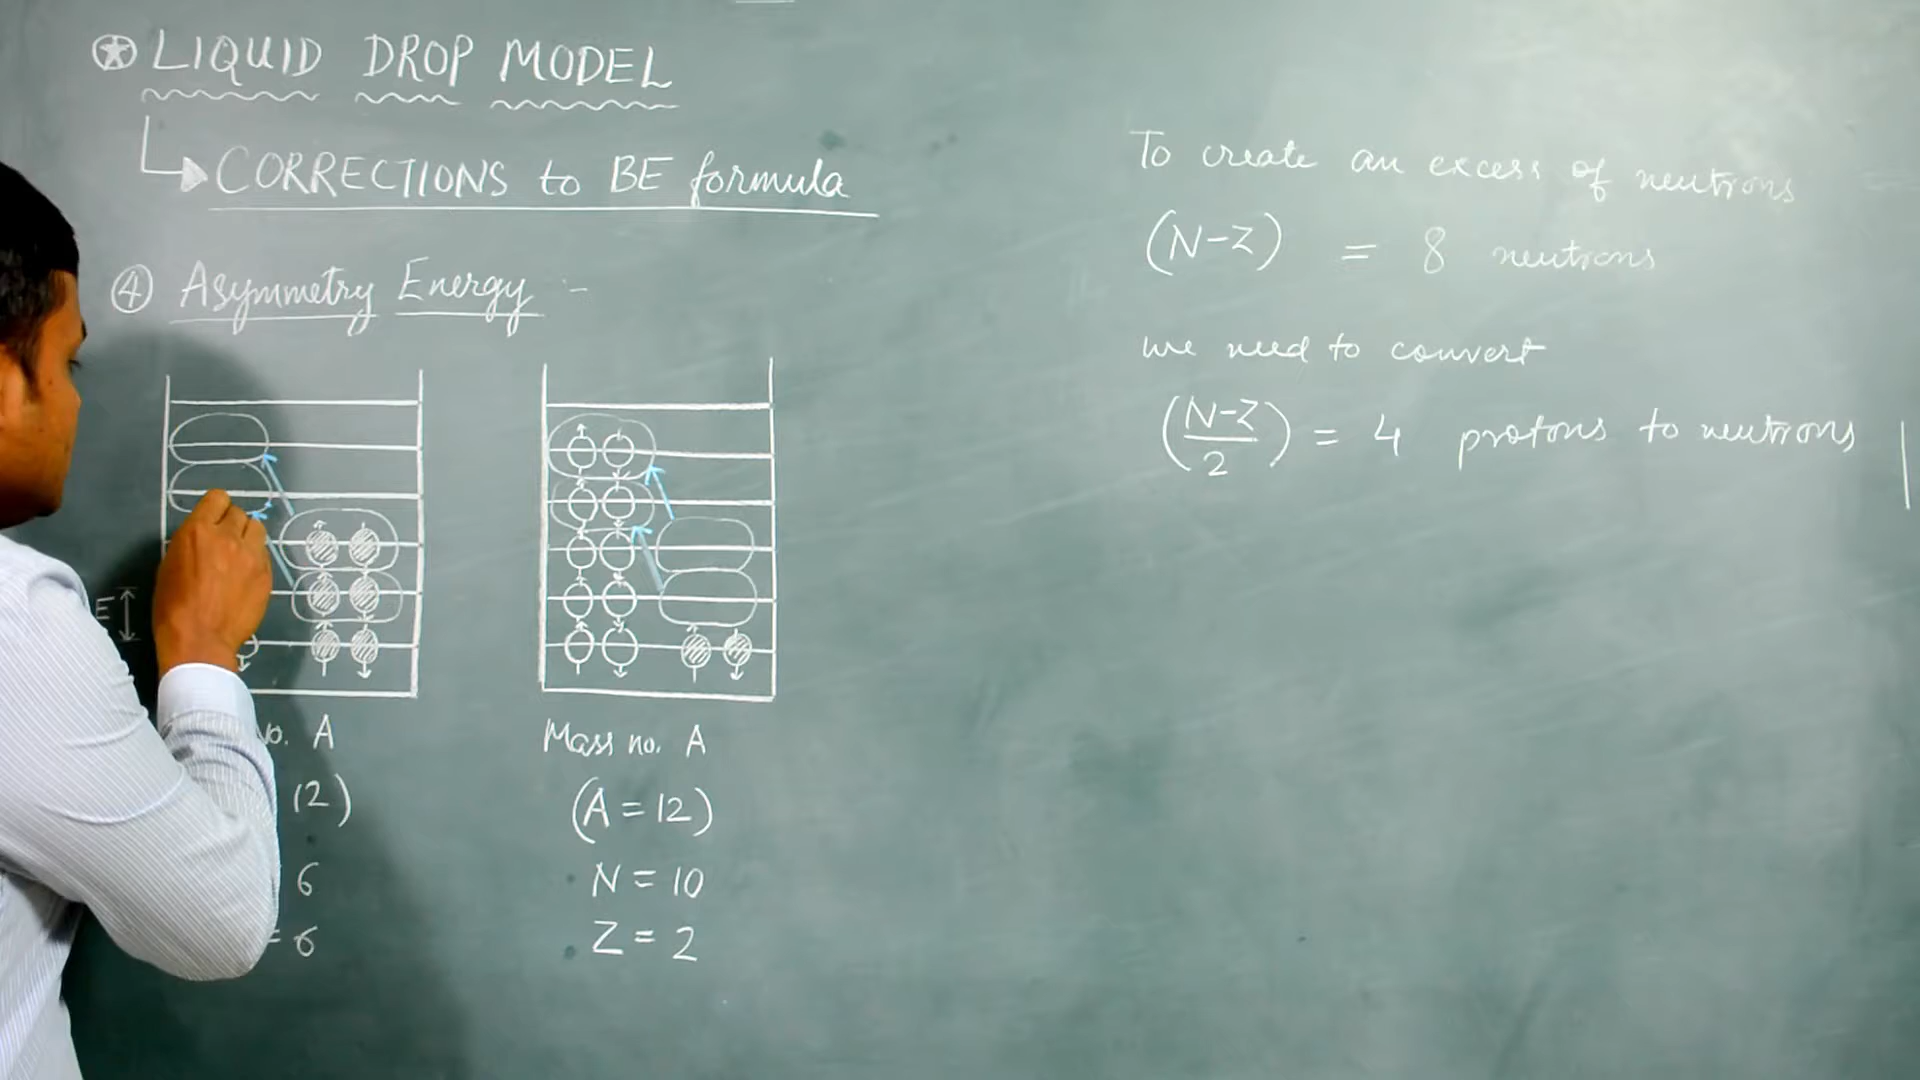 LIQUID DROP MODEL
CORRECTIONS to BE formula
④ Asymmetry Energy :-
E
A
12)
6
= 6
Mass no. A
(A = 12)
N = 10
Z = 2
To create an excess of neutrons
(N-Z) = 8 neutrons
we need to convert
(N-Z/2) = 4 protons to neutrons